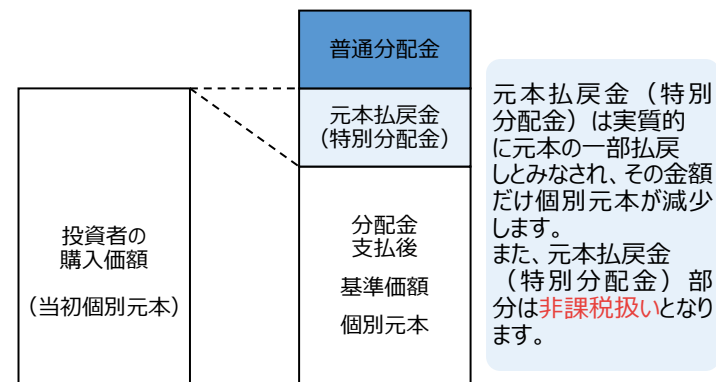 普通分配金
元本払戻金
（特別分配金）
投資者の
購入価額
（当初個別元本）
分配金
支払後
基準価額
個別元本
元本払戻金（特別
分配金）は実質的
に元本の一部払戻
しとみなされ、その金額
だけ個別元本が減少
します。
また、元本払戻金
（特別分配金）部
分は非課税扱いとなり
ます。